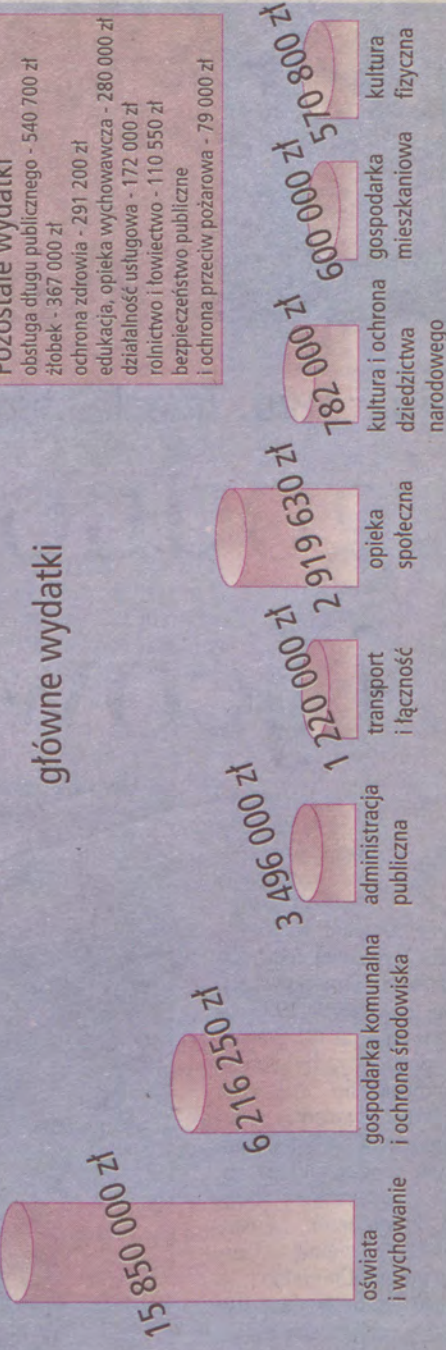 główne wydatki
Pozostałe wydatki
obsługa długu publicznego - 540 700 zł
żłobek - 367 000 zł
ochrona zdrowia - 291 200 zł
edukacja, opieka wychowawcza - 280 000 zł
działalność usługowa - 172 000 zł
rolnictwo i łowiectwo - 110 550 zł
bezpieczeństwo publiczne
i ochrona przeciw pożarowa - 79 000 zł
15 850 000 zł
oświata
i wychowanie
6 216 250 zł
gospodarka komunalna
i ochrona środowiska
3 496 000 zł
administracja
publiczna
1 220 000 zł
transport
i łączność
2 919 630 zł
opieka
społeczna
782 000 zł
kultura i ochrona
dziedzictwa
narodowego
600 000 zł
gospodarka
mieszkaniowa
570 800 zł
kultura
fizyczna